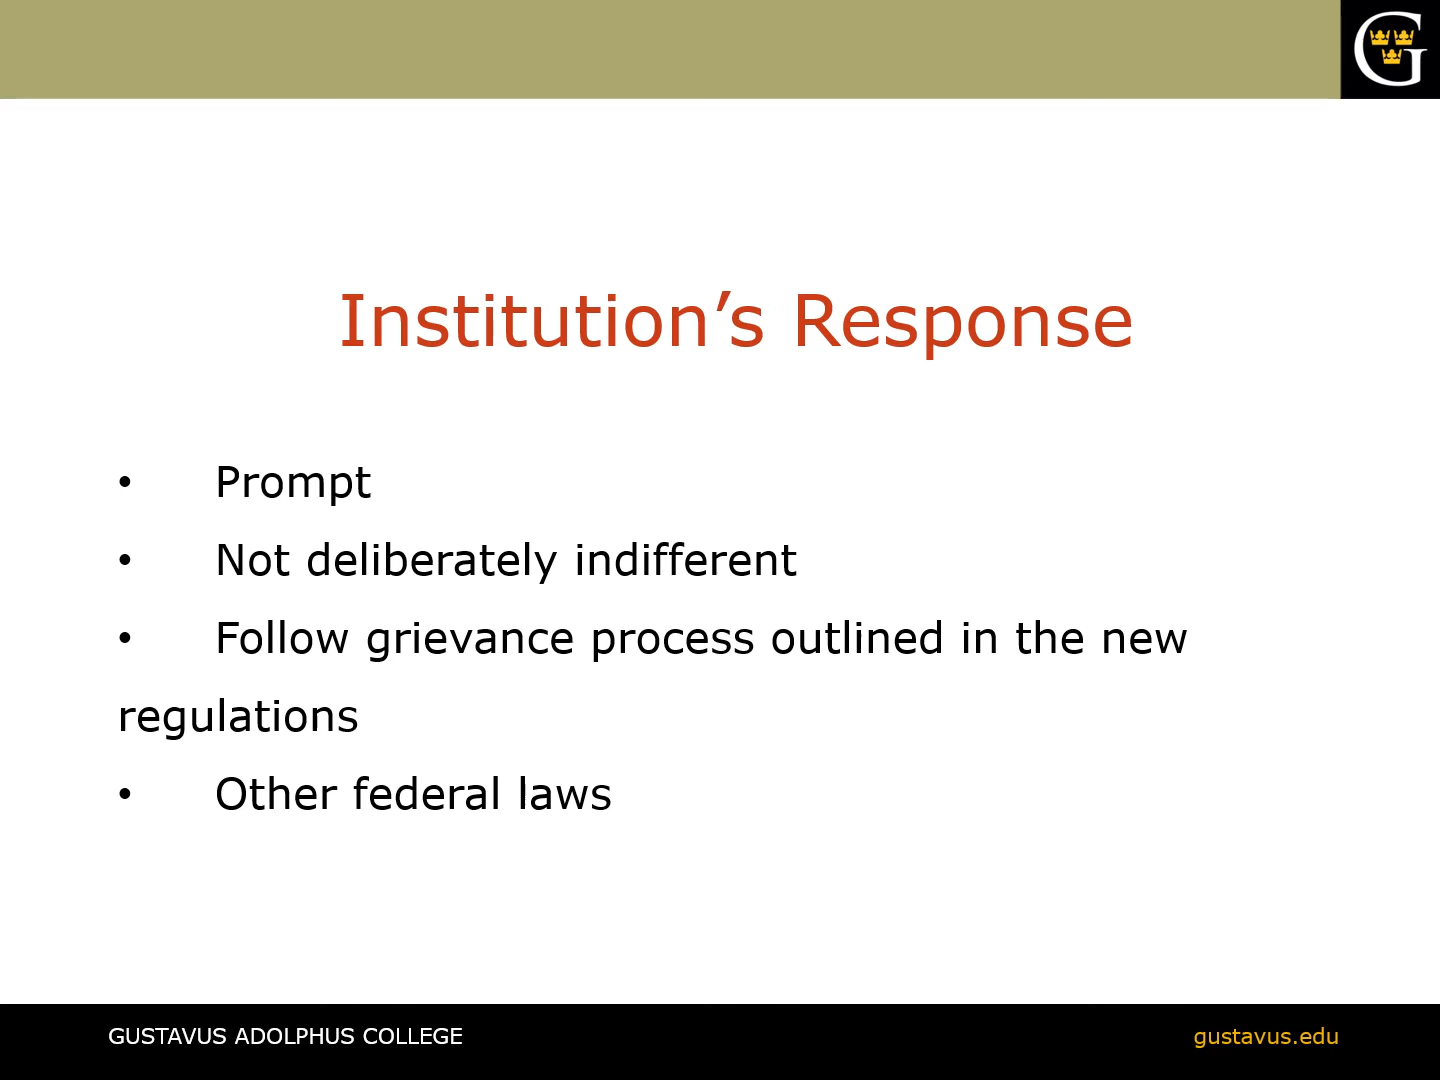 G
Institution’s Response
• Prompt
• Not deliberately indifferent
• Follow grievance process outlined in the new
regulations
• Other federal laws
GUSTAVUS ADOLPHUS COLLEGE
gustavus.edu